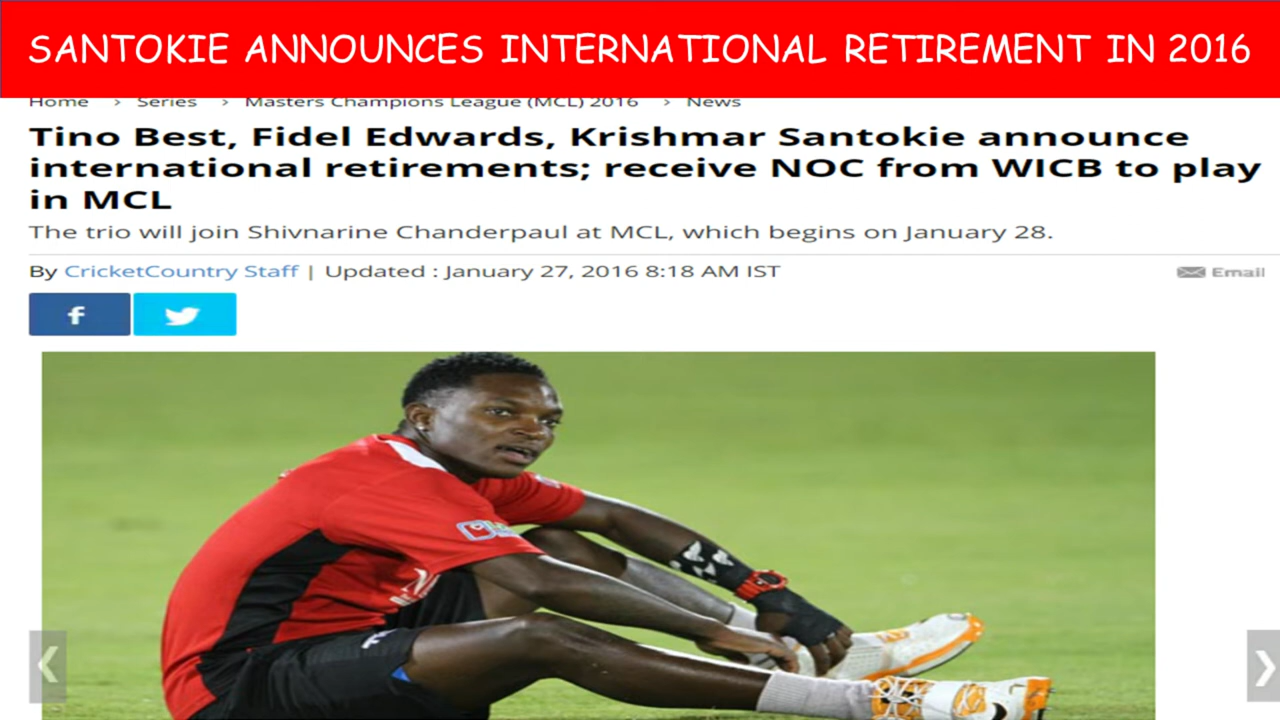 SANTOKIE ANNOUNCES INTERNATIONAL RETIREMENT IN 2016
Home > Series > Masters Champions League (MCL) 2016 > News
Tino Best, Fidel Edwards, Krishmar Santokie announce
international retirements; receive NOC from WICB to play
in MCL
The trio will join Shivnarine Chanderpaul at MCL, which begins on January 28.
By CricketCountry Staff | Updated : January 27, 2016 8:18 AM IST
Email